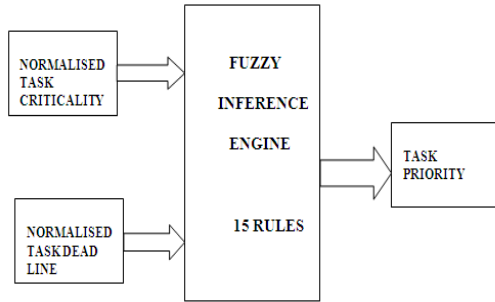 NORMALISED
TASK
CRITICALITY
FUZZY
INFERENCE
ENGINE
15 RULES
TASK
PRIORITY
NORMALISED
TASKDEAD
LINE